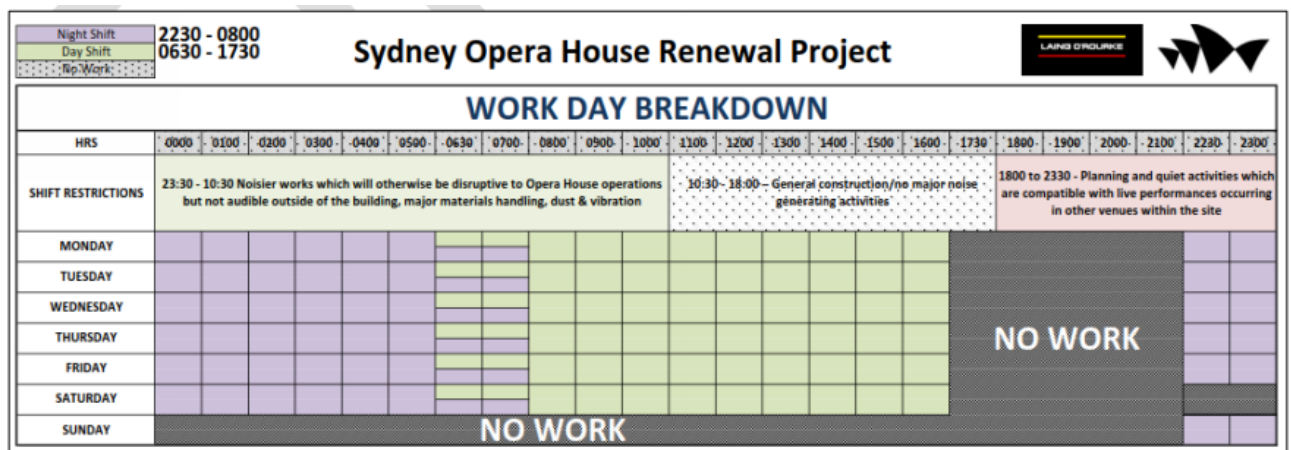 Night Shift 2230 - 0800
Day Shift 0630 - 1730
No Work
Sydney Opera House Renewal Project
LAING O'ROURKE
WORK DAY BREAKDOWN
HRS 0000 0100 0200 0300 0400 0500 0630 0700 0800 0900 1000 1100 1200 1300 1400 1500 1600 1730 1800 1900 2000 2100 2230 2300
SHIFT RESTRICTIONS
23:30 - 10:30 Noisier works which will otherwise be disruptive to Opera House operations
but not audible outside of the building, major materials handling, dust & vibration
10:30 - 18:00 – General construction/no major noise
generating activities
1800 to 2330 - Planning and quiet activities which
are compatible with live performances occurring
in other venues within the site
MONDAY
TUESDAY
WEDNESDAY
THURSDAY
NO WORK
FRIDAY
SATURDAY
SUNDAY
NO WORK